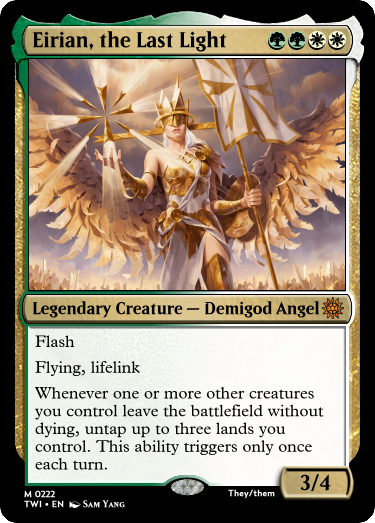 Eirian, the Last Light
Legendary Creature — Demigod Angel
Flash
Flying, lifelink
Whenever one or more other creatures
you control leave the battlefield without
dying, untap up to three lands you
control. This ability triggers only once
each turn.
3/4
M 0222
TWI • EN Sam Yang
They/them